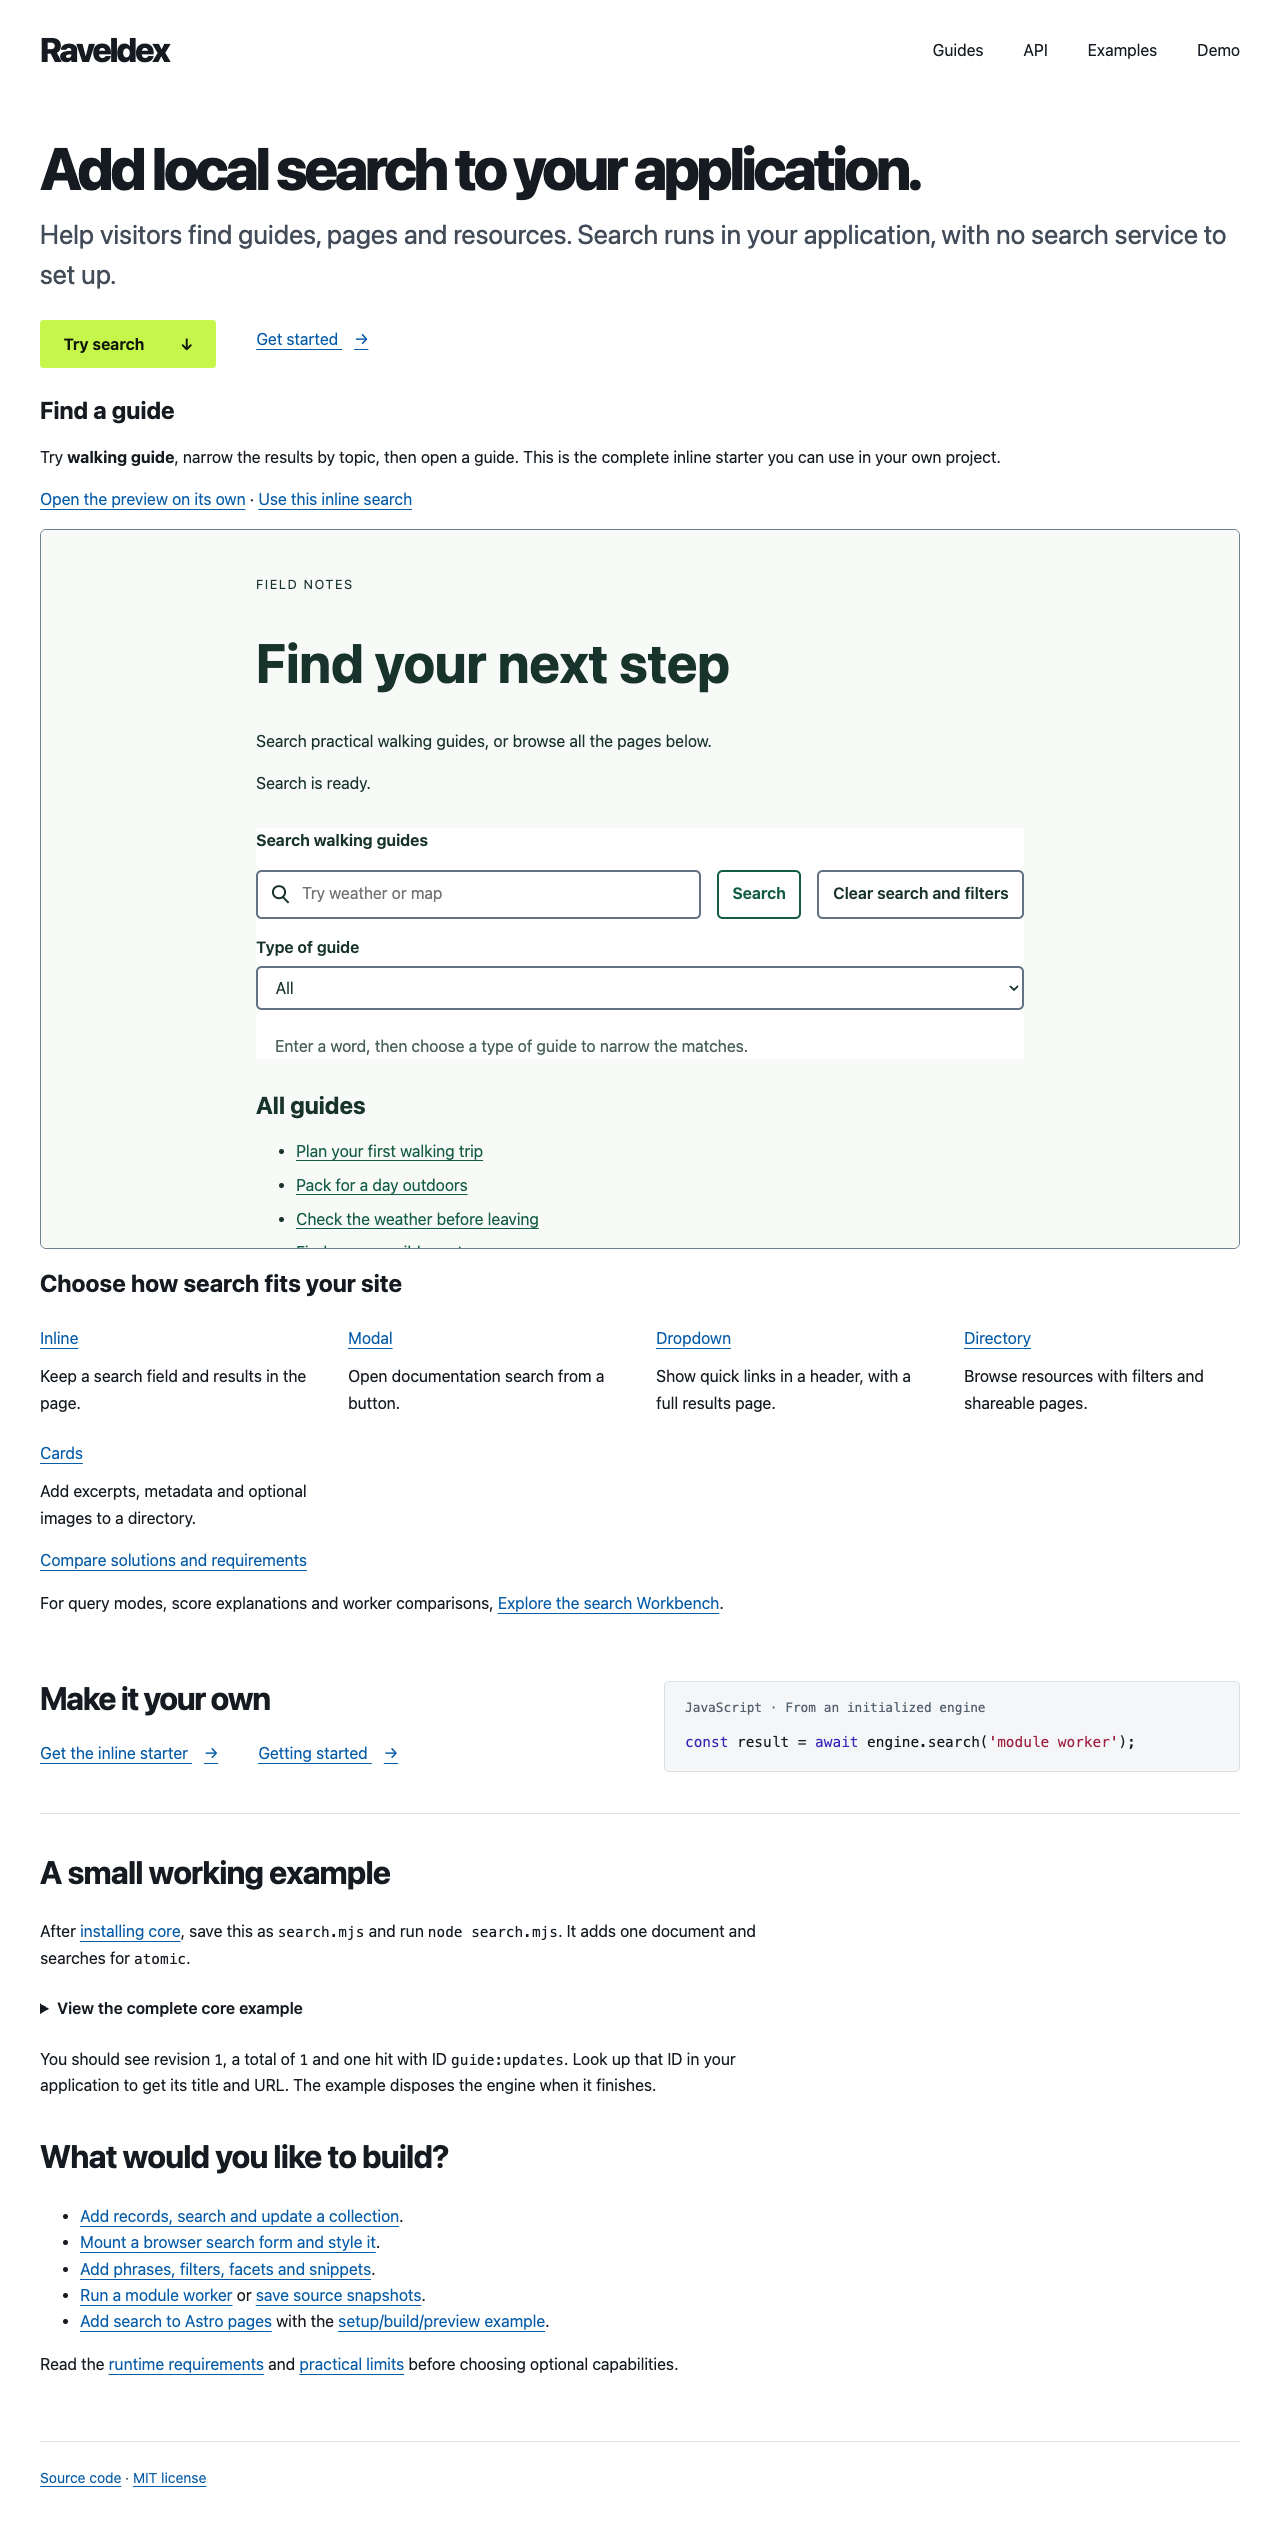 Raveldex
Guides API Examples Demo
Add local search to your application.
Help visitors find guides, pages and resources. Search runs in your application, with no search service to
set up.
Try search ↓ Get started →
Find a guide
Try walking guide, narrow the results by topic, then open a guide. This is the complete inline starter you can use in your own project.
Open the preview on its own · Use this inline search
FIELD NOTES
Find your next step
Search practical walking guides, or browse all the pages below.
Search is ready.
Search walking guides
Try weather or map Search Clear search and filters
Type of guide
All
Enter a word, then choose a type of guide to narrow the matches.
All guides
• Plan your first walking trip
• Pack for a day outdoors
• Check the weather before leaving
Choose how search fits your site
Inline
Keep a search field and results in the
page.
Modal
Open documentation search from a
button.
Dropdown
Show quick links in a header, with a
full results page.
Directory
Browse resources with filters and
shareable pages.
Cards
Add excerpts, metadata and optional
images to a directory.
Compare solutions and requirements
For query modes, score explanations and worker comparisons, Explore the search Workbench.
Make it your own
Get the inline starter → Getting started →
JavaScript · From an initialized engine
const result = await engine.search('module worker');
A small working example
After installing core, save this as search.mjs and run node search.mjs. It adds one document and
searches for atomic.
▶ View the complete core example
You should see revision 1, a total of 1 and one hit with ID guide:updates. Look up that ID in your
application to get its title and URL. The example disposes the engine when it finishes.
What would you like to build?
• Add records, search and update a collection.
• Mount a browser search form and style it.
• Add phrases, filters, facets and snippets.
• Run a module worker or save source snapshots.
• Add search to Astro pages with the setup/build/preview example.
Read the runtime requirements and practical limits before choosing optional capabilities.
Source code · MIT license